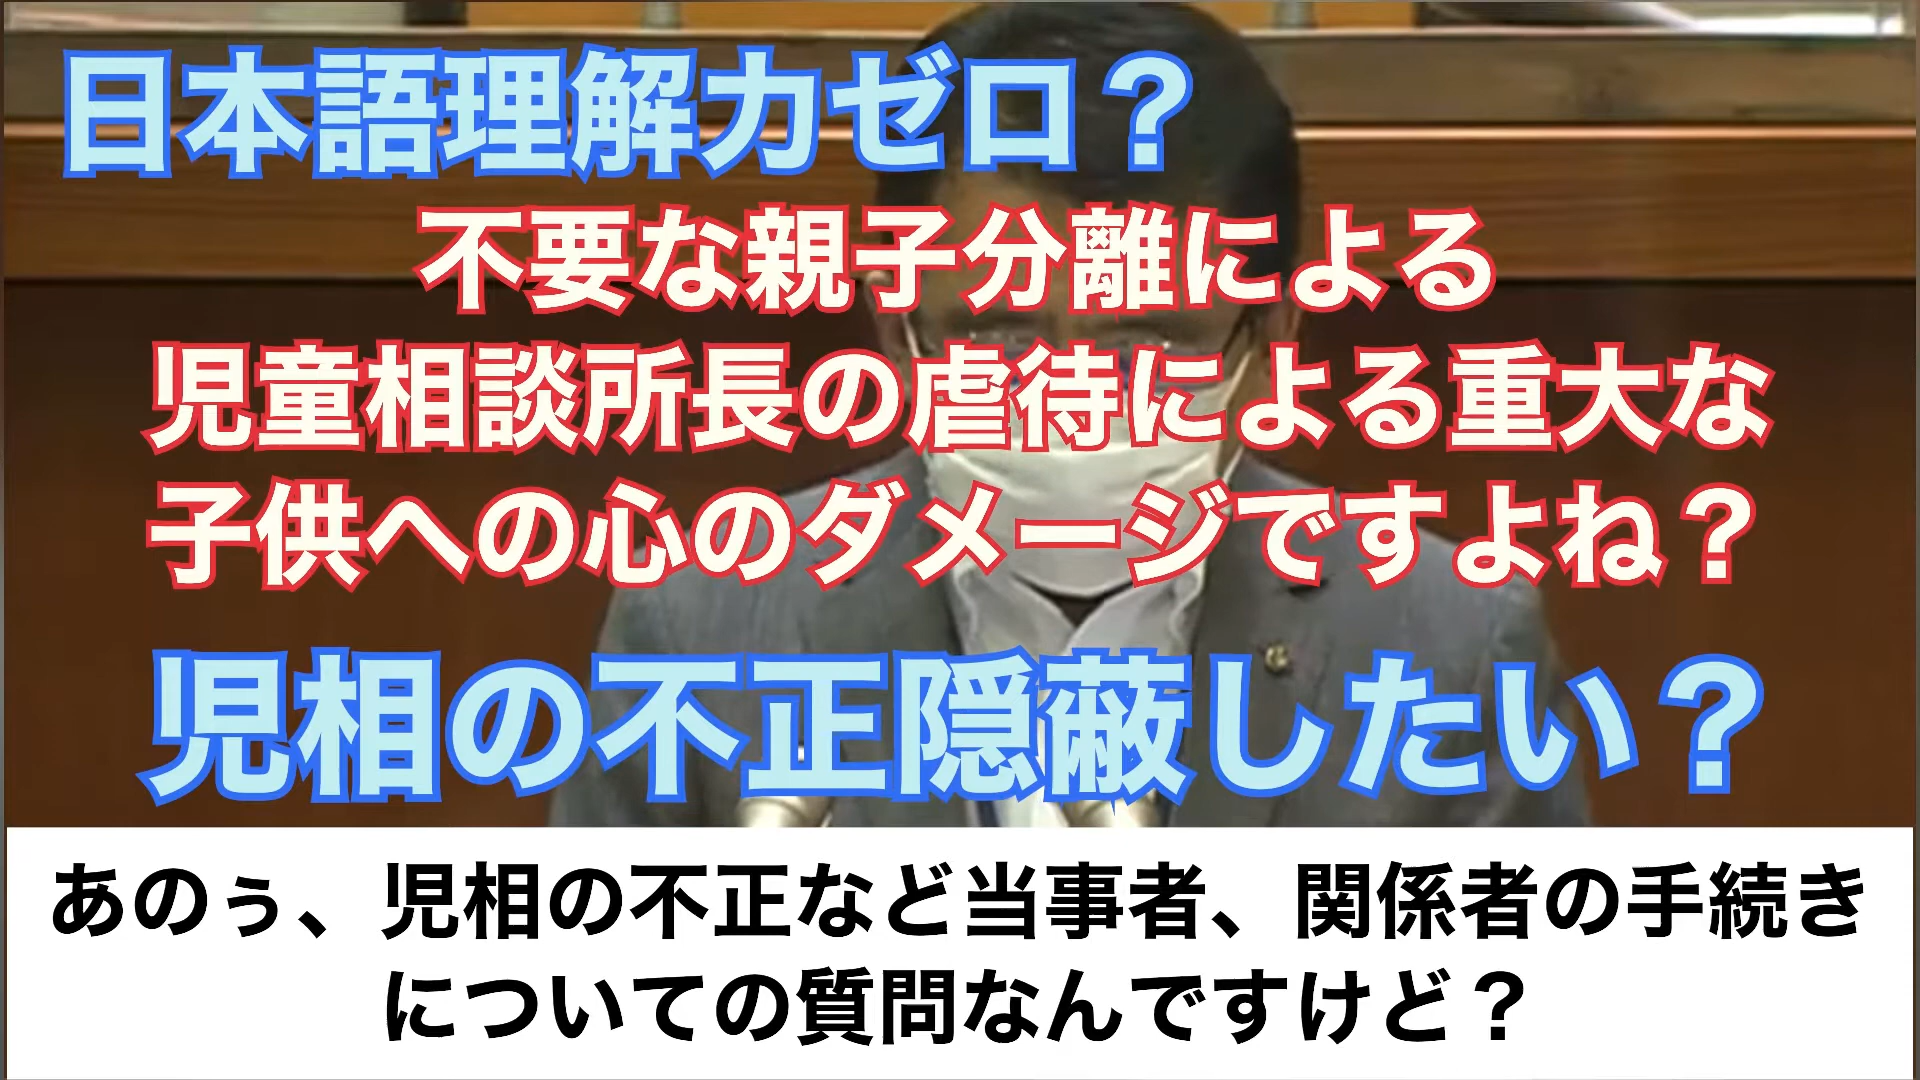 日本語理解力ゼロ？
不要な親子分離による
児童相談所長の虐待による重大な
子供への心のダメージですよね？
児相の不正隠蔽したい？
あのぅ、児相の不正など当事者、関係者の手続き
についての質問なんですけど？